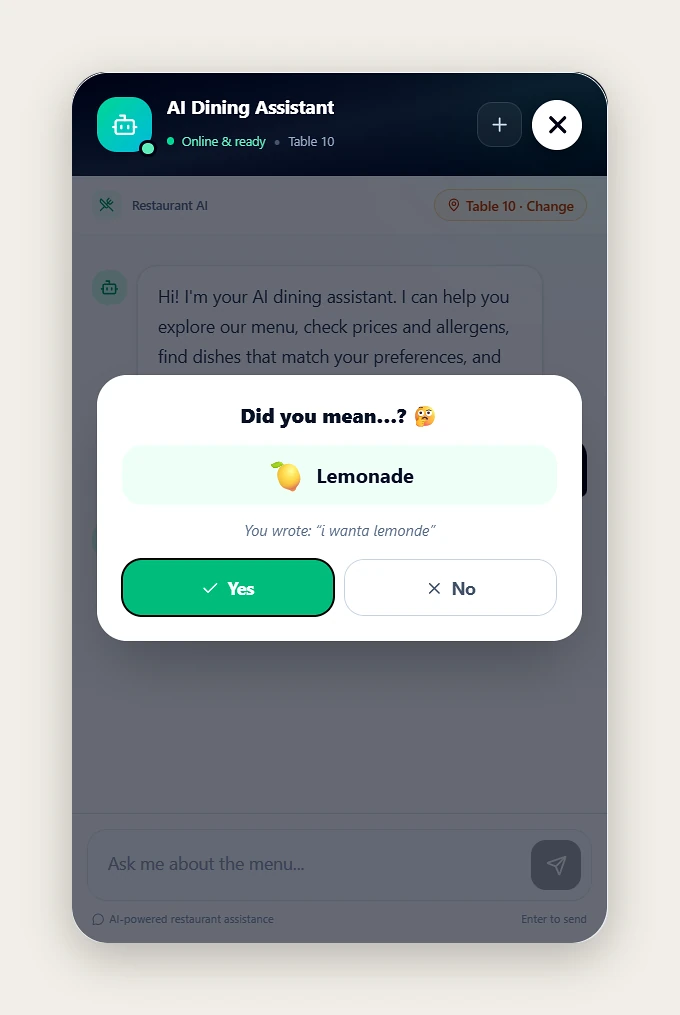 AI Dining Assistant
Online & ready • Table 10
Restaurant AI
Table 10 · Change
Hi! I'm your AI dining assistant. I can help you
explore our menu, check prices and allergens,
find dishes that match your preferences, and
Did you mean...? 🤔
🍋 Lemonade
You wrote: “i wanta lemonde”
Yes
No
Ask me about the menu...
AI-powered restaurant assistance
Enter to send